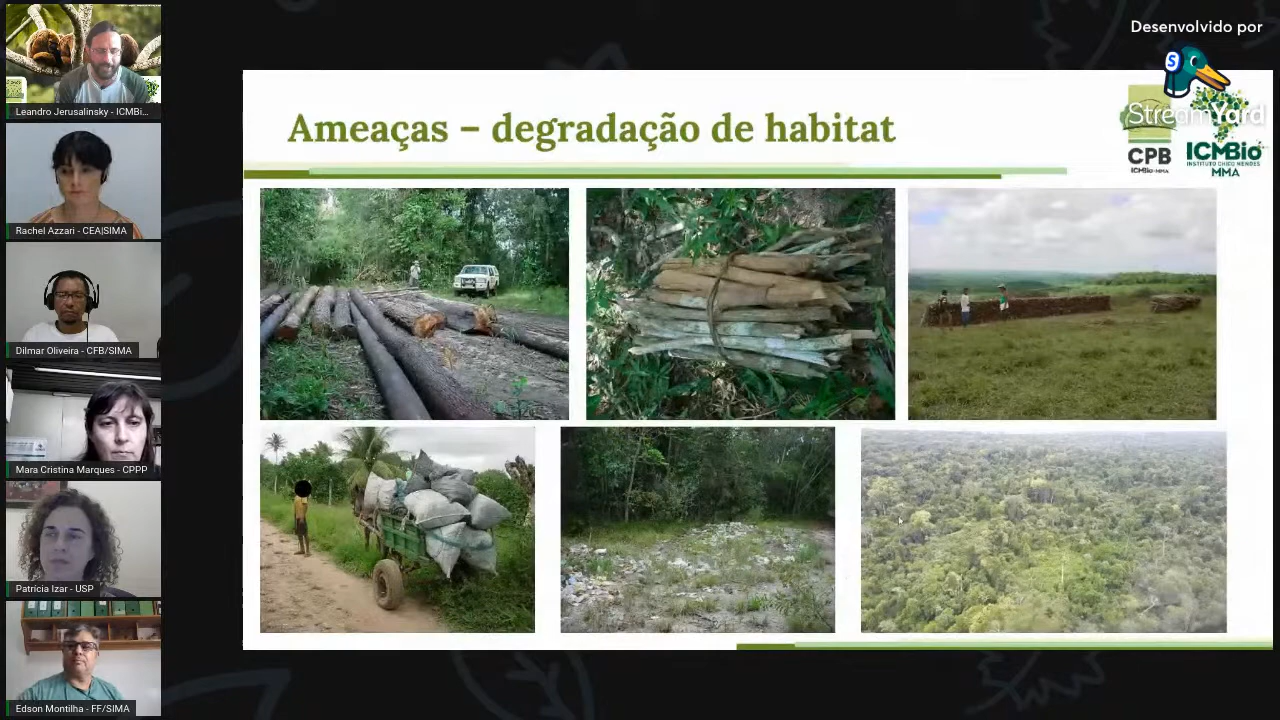 Desenvolvido por
StreamYard
Ameaças – degradação de habitat
CPB
ICMBio-MMA
ICMBio
INSTITUTO CHICO MENDES
MMA
Leandro Jerusalinsky - ICMBi...
Rachel Azzari - CEA|SIMA
Dilmar Oliveira - CFB/SIMA
Mara Cristina Marques - CPPP
Patrícia Izar - USP
Edson Montilha - FF/SIMA